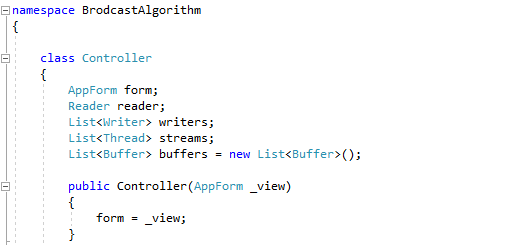 namespace BrodcastAlgorithm
{
class Controller
{
AppForm form;
Reader reader;
List<Writer> writers;
List<Thread> streams;
List<Buffer> buffers = new List<Buffer>();
public Controller(AppForm _view)
{
form = _view;
}